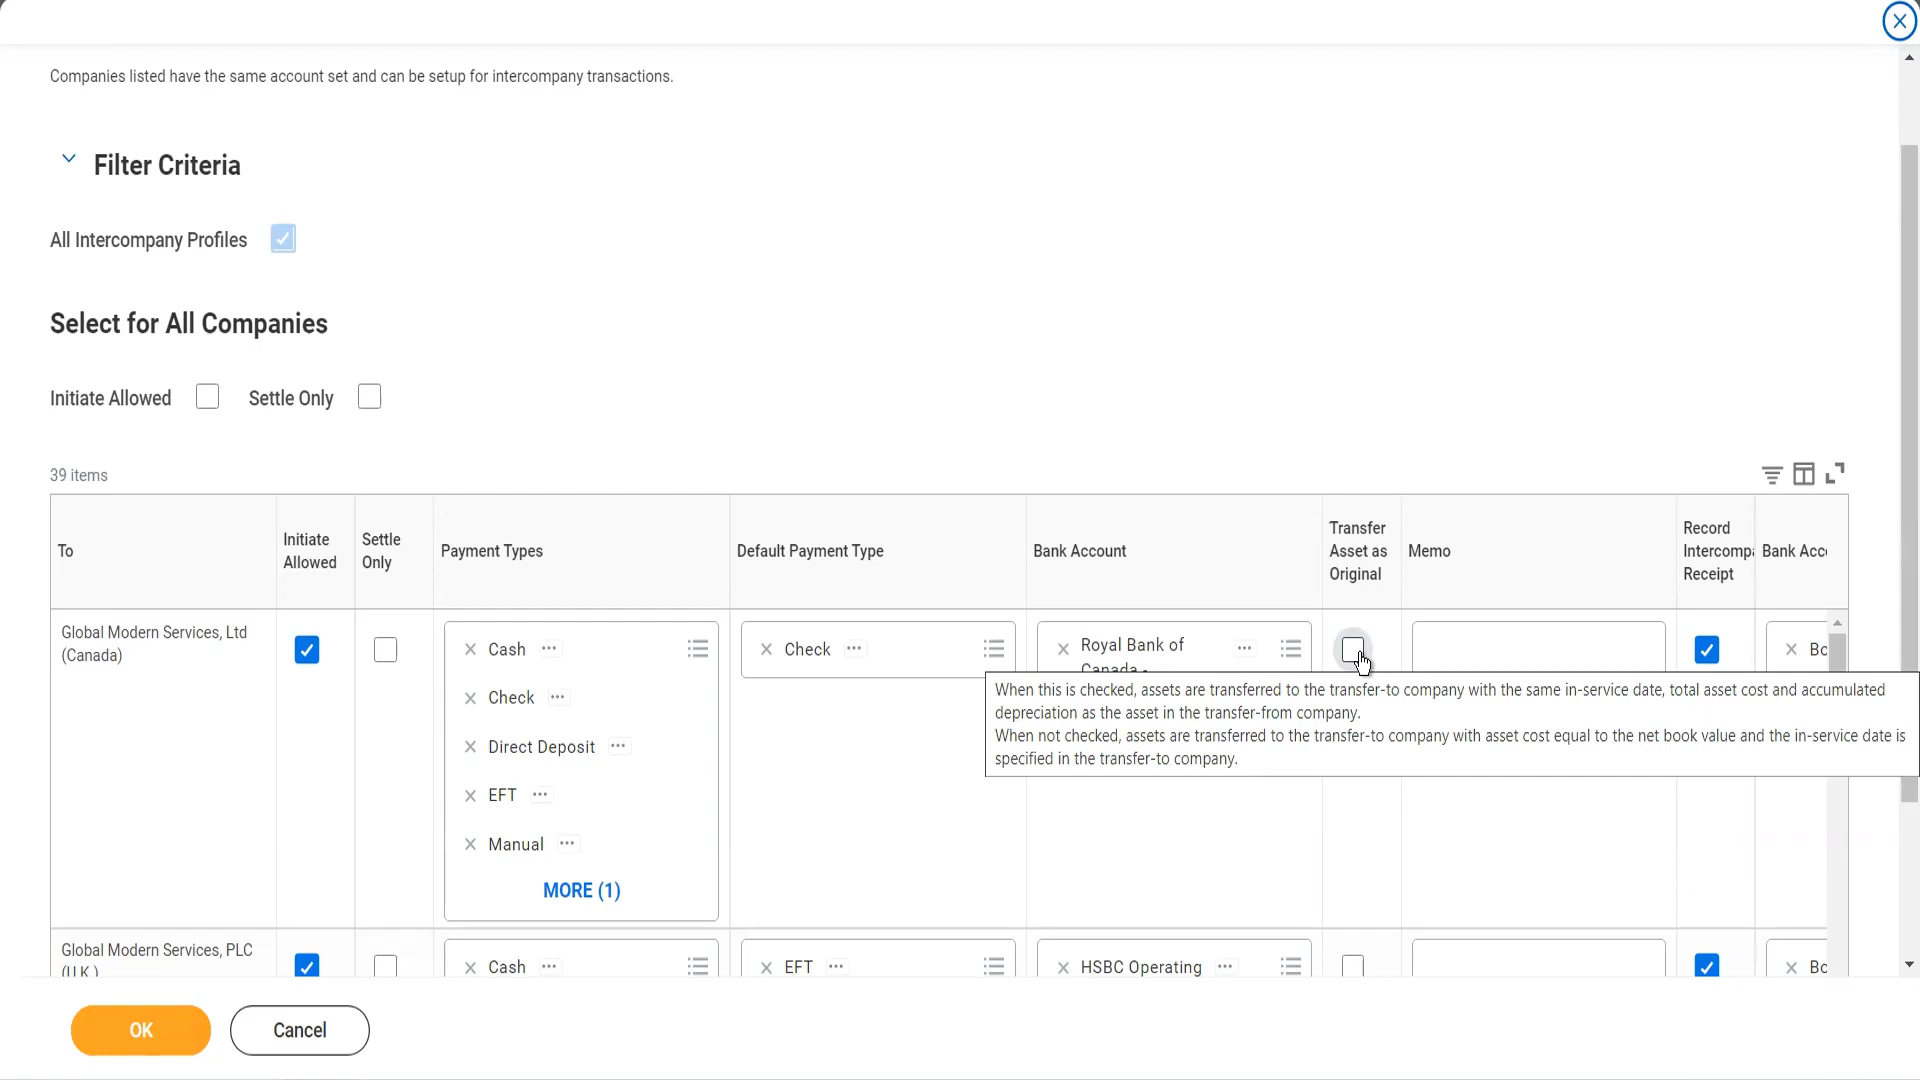 Companies listed have the same account set and can be setup for intercompany transactions.
Filter Criteria
All Intercompany Profiles
Select for All Companies
Initiate Allowed
Settle Only
39 items
To
Initiate
Allowed
Settle
Only
Payment Types
Default Payment Type
Bank Account
Transfer
Asset as
Original
Memo
Record
Intercompa
Receipt
Bank Acc
Global Modern Services, Ltd
(Canada)
Cash
Check
Direct Deposit
EFT
Manual
MORE (1)
Check
Royal Bank of
Canada -
Bo
When this is checked, assets are transferred to the transfer-to company with the same in-service date, total asset cost and accumulated
depreciation as the asset in the transfer-from company.
When not checked, assets are transferred to the transfer-to company with asset cost equal to the net book value and the in-service date is
specified in the transfer-to company.
Global Modern Services, PLC
(U.K.)
Cash
EFT
HSBC Operating
Bo
OK
Cancel